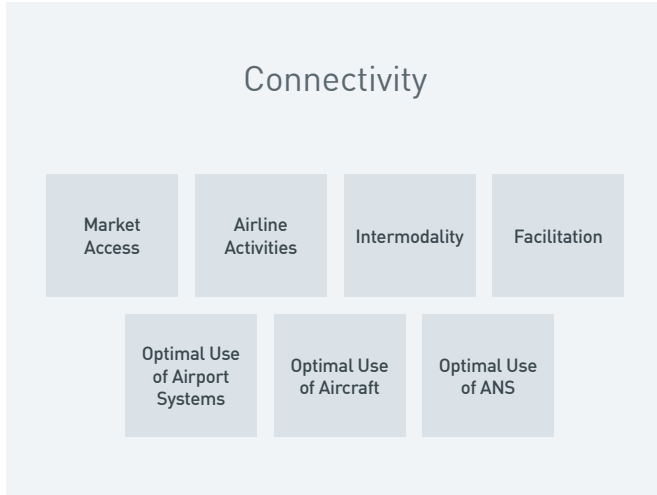 Connectivity
Market
Access
Airline
Activities
Intermodality
Facilitation
Optimal Use
of Airport
Systems
Optimal Use
of Aircraft
Optimal Use
of ANS